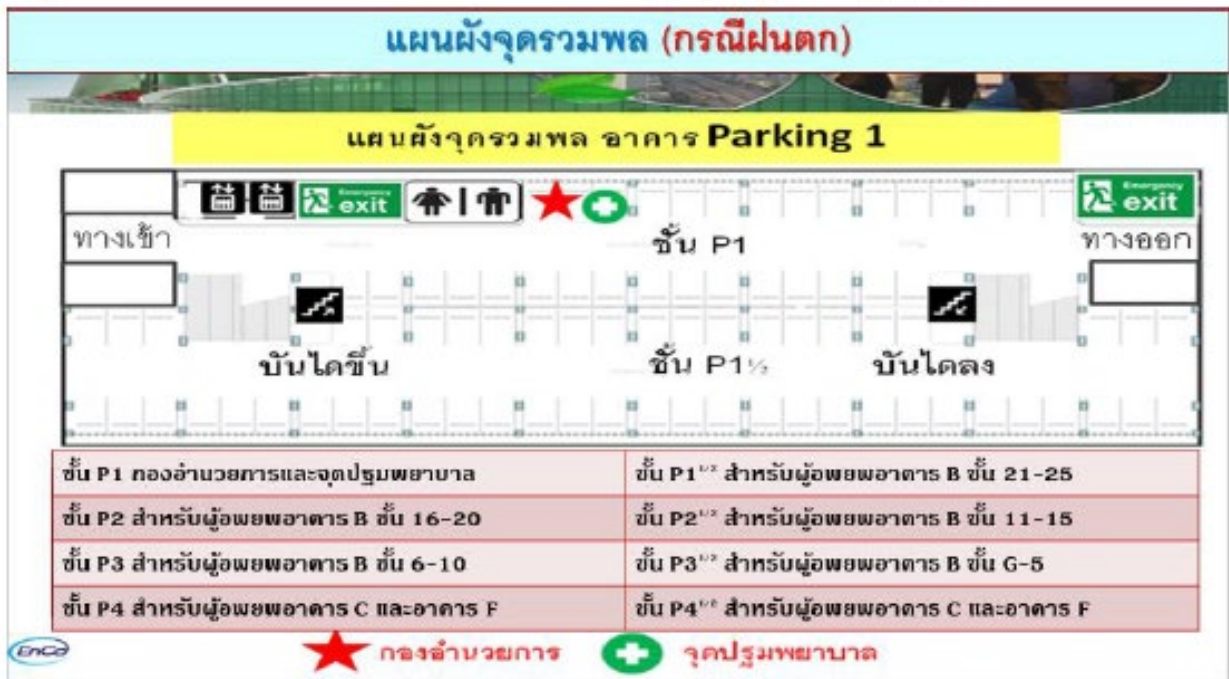 แผนผังจุดรวมพล (กรณีฝนตก)
แผนผังจุดรวมพล อาคาร Parking 1
Emergency exit
Emergency exit
ทางเข้า
ชั้น P1
ทางออก
บันไดขึ้น
ชั้น P1½
บันไดลง
ชั้น P1 กองอำนวยการและจุดปฐมพยาบาล
ชั้น P1¹/² สำหรับผู้อพยพอาคาร B ชั้น 21-25
ชั้น P2 สำหรับผู้อพยพอาคาร B ชั้น 16-20
ชั้น P2¹/² สำหรับผู้อพยพอาคาร B ชั้น 11-15
ชั้น P3 สำหรับผู้อพยพอาคาร B ชั้น 6-10
ชั้น P3¹/² สำหรับผู้อพยพอาคาร B ชั้น G-5
ชั้น P4 สำหรับผู้อพยพอาคาร C และอาคาร F
ชั้น P4¹/² สำหรับผู้อพยพอาคาร C และอาคาร F
EnCo
กองอำนวยการ
จุดปฐมพยาบาล